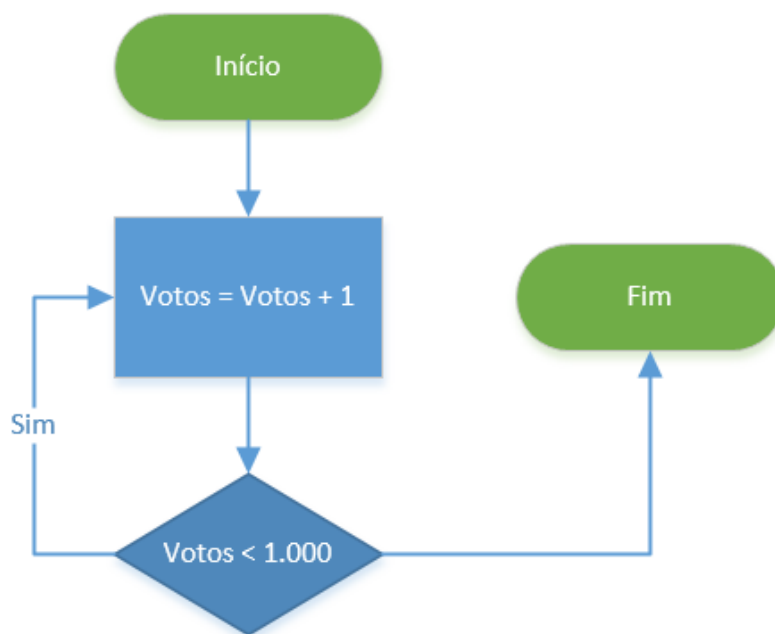 Início
Votos = Votos + 1
Fim
Sim
Votos < 1.000